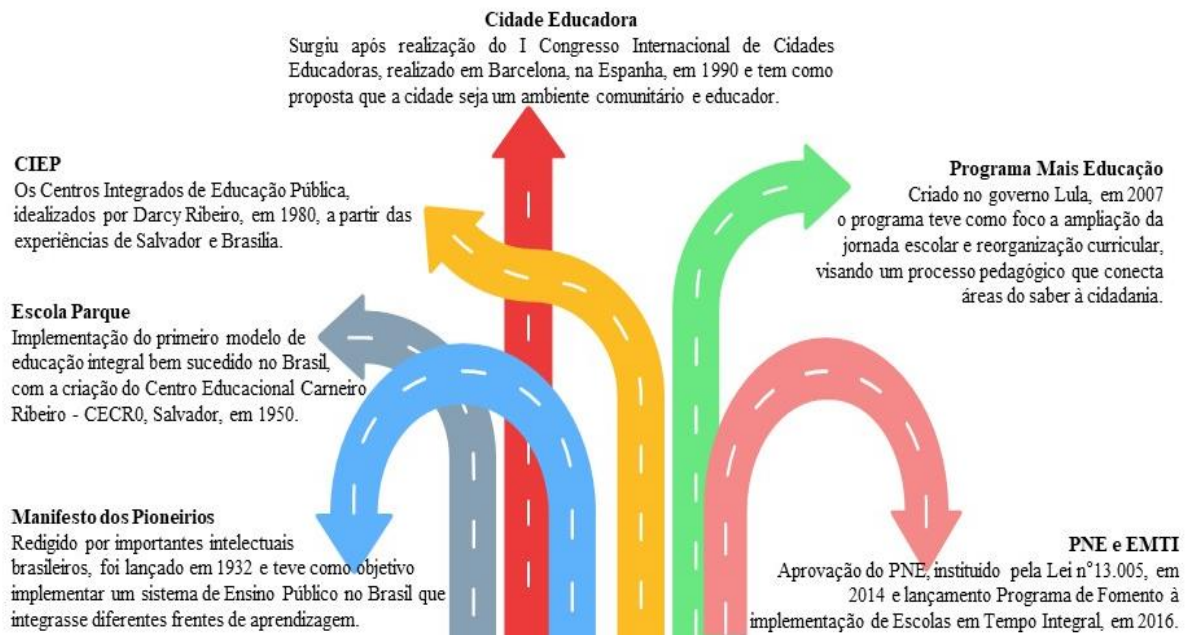 Cidade Educadora
Surgiu após realização do I Congresso Internacional de Cidades
Educadoras, realizado em Barcelona, na Espanha, em 1990 e tem como
proposta que a cidade seja um ambiente comunitário e educador.
CIEP
Os Centros Integrados de Educação Pública,
idealizados por Darcy Ribeiro, em 1980, a partir das
experiências de Salvador e Brasilia.
Programa Mais Educação
Criado no governo Lula, em 2007
o programa teve como foco a ampliação da
jornada escolar e reorganização curricular,
visando um processo pedagógico que conecta
áreas do saber à cidadania.
Escola Parque
Implementação do primeiro modelo de
educação integral bem sucedido no Brasil,
com a criação do Centro Educacional Carneiro
Ribeiro - CECR0, Salvador, em 1950.
Manifesto dos Pioneirios
Redigido por importantes intelectuais
brasileiros, foi lançado em 1932 e teve como objetivo
implementar um sistema de Ensino Público no Brasil que
integrasse diferentes frentes de aprendizagem.
PNE e EMTI
Aprovação do PNE, instituido pela Lei n°13.005, em
2014 e lançamento Programa de Fomento à
implementação de Escolas em Tempo Integral, em 2016.